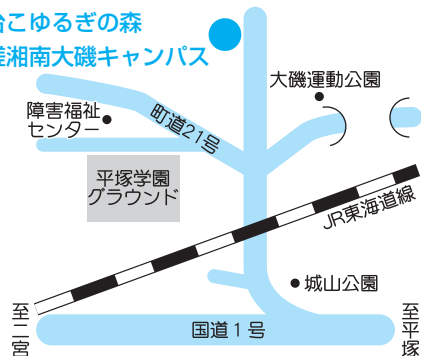 台こゆるぎの森
湘南大磯キャンパス
大磯運動公園
障害福祉
センター
町道21号
平塚学園
グラウンド
JR東海道線
城山公園
至二宮
国道1号
至平塚